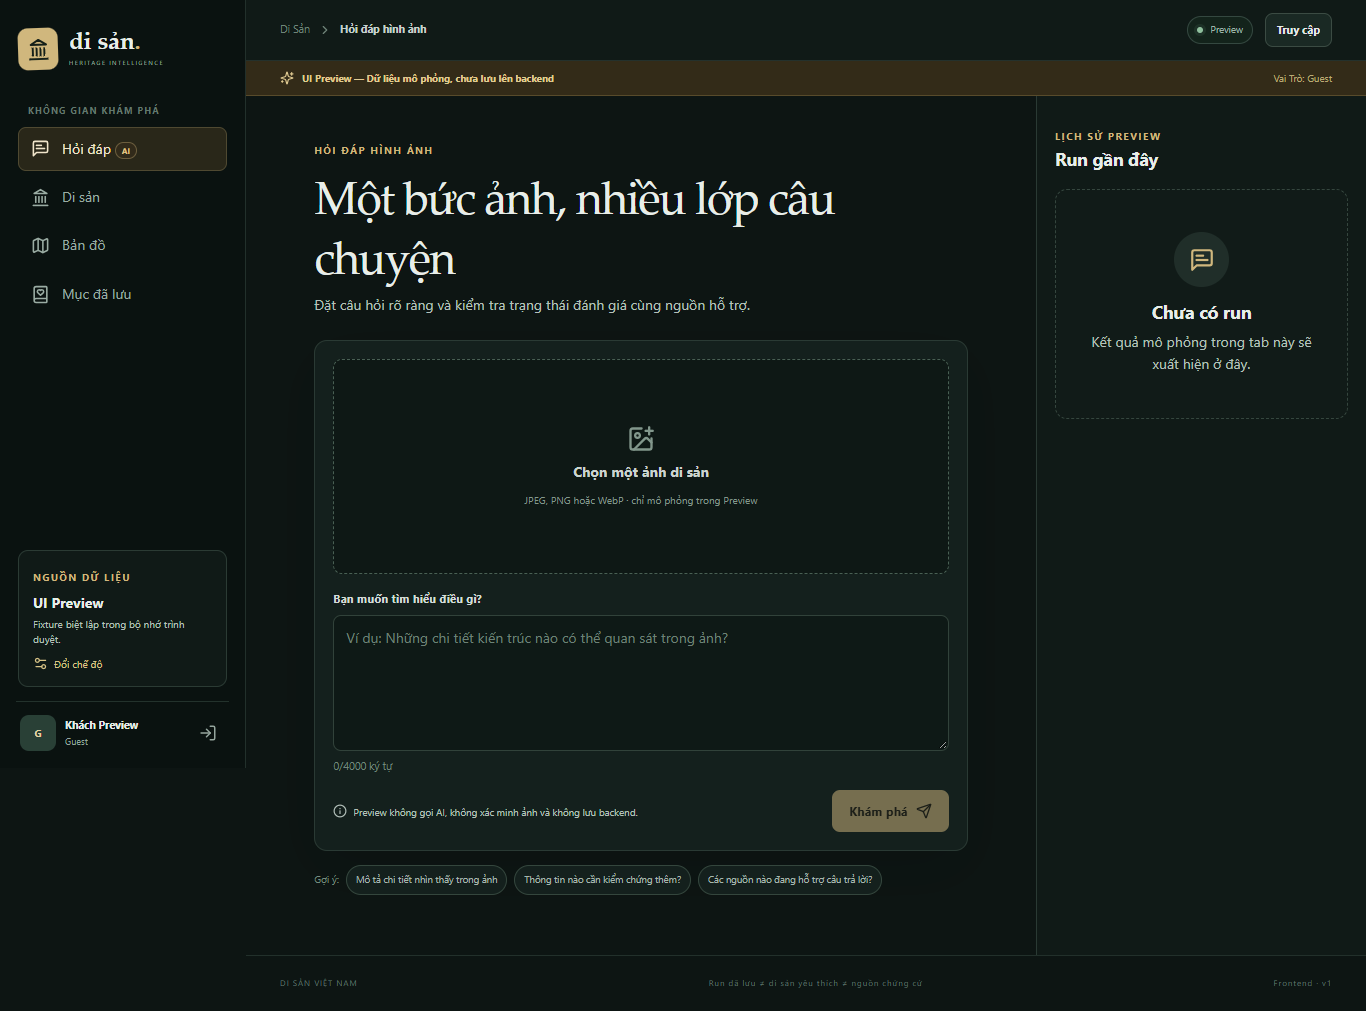 di sản.
HERITAGE INTELLIGENCE
KHÔNG GIAN KHÁM PHÁ
Hỏi đáp AI
Di sản
Bản đồ
Mục đã lưu
NGUỒN DỮ LIỆU
UI Preview
Fixture biệt lập trong bộ nhớ trình
duyệt.
Đổi chế độ
G
Khách Preview
Guest
Di Sản > Hỏi đáp hình ảnh
Preview
Truy cập
UI Preview — Dữ liệu mô phỏng, chưa lưu lên backend
Vai Trò: Guest
HỎI ĐÁP HÌNH ẢNH
Một bức ảnh, nhiều lớp câu
chuyện
Đặt câu hỏi rõ ràng và kiểm tra trạng thái đánh giá cùng nguồn hỗ trợ.
Chọn một ảnh di sản
JPEG, PNG hoặc WebP · chỉ mô phỏng trong Preview
Bạn muốn tìm hiểu điều gì?
Ví dụ: Những chi tiết kiến trúc nào có thể quan sát trong ảnh?
0/4000 ký tự
Preview không gọi AI, không xác minh ảnh và không lưu backend.
Khám phá
Gợi ý:
Mô tả chi tiết nhìn thấy trong ảnh
Thông tin nào cần kiểm chứng thêm?
Các nguồn nào đang hỗ trợ câu trả lời?
LỊCH SỬ PREVIEW
Run gần đây
Chưa có run
Kết quả mô phỏng trong tab này sẽ
xuất hiện ở đây.
DI SẢN VIỆT NAM
Run đã lưu ≠ di sản yêu thích ≠ nguồn chứng cứ
Frontend · v1